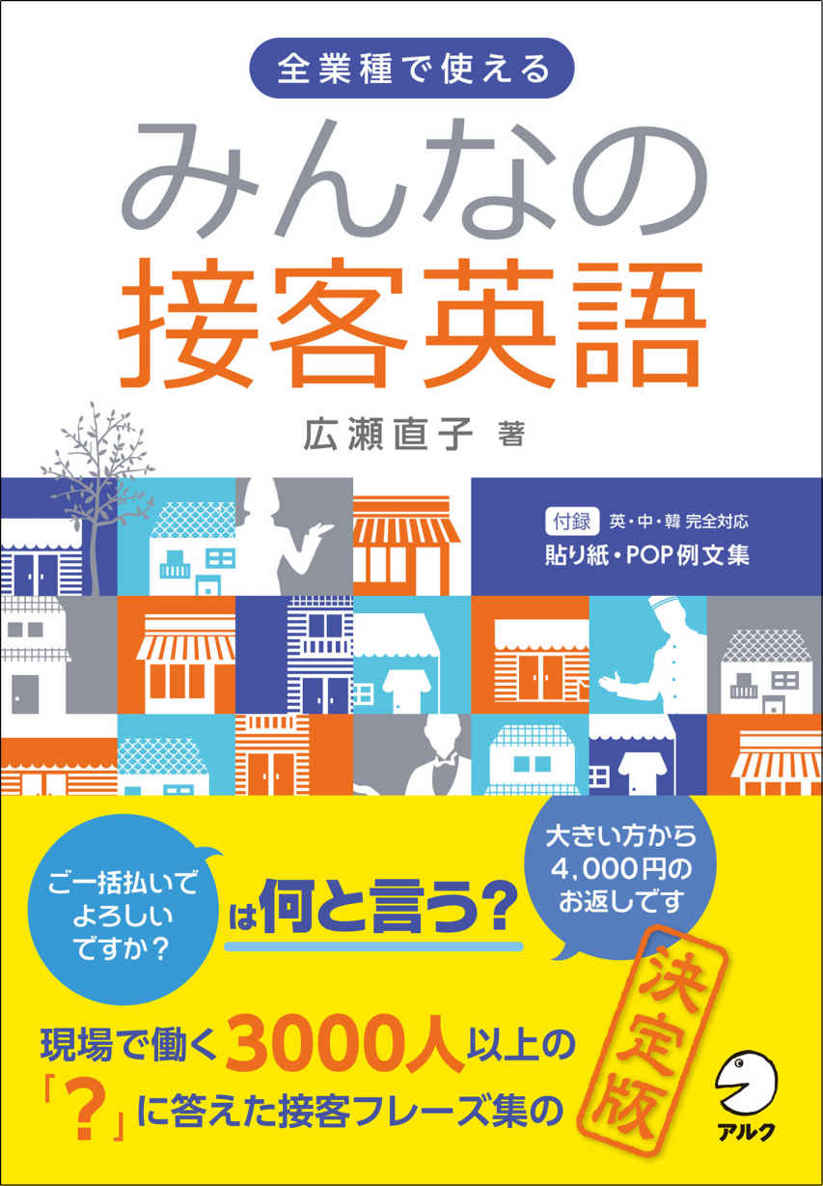 全業種で使える
みんなの
接客英語
広瀬直子 著
付録 英・中・韓 完全対応
貼り紙・POP例文集
ご一括払いで
よろしい
ですか？
は何と言う？
大きい方から
4,000円の
お返しです
現場で働く3000人以上の
「？」に答えた接客フレーズ集の
決定版
アルク